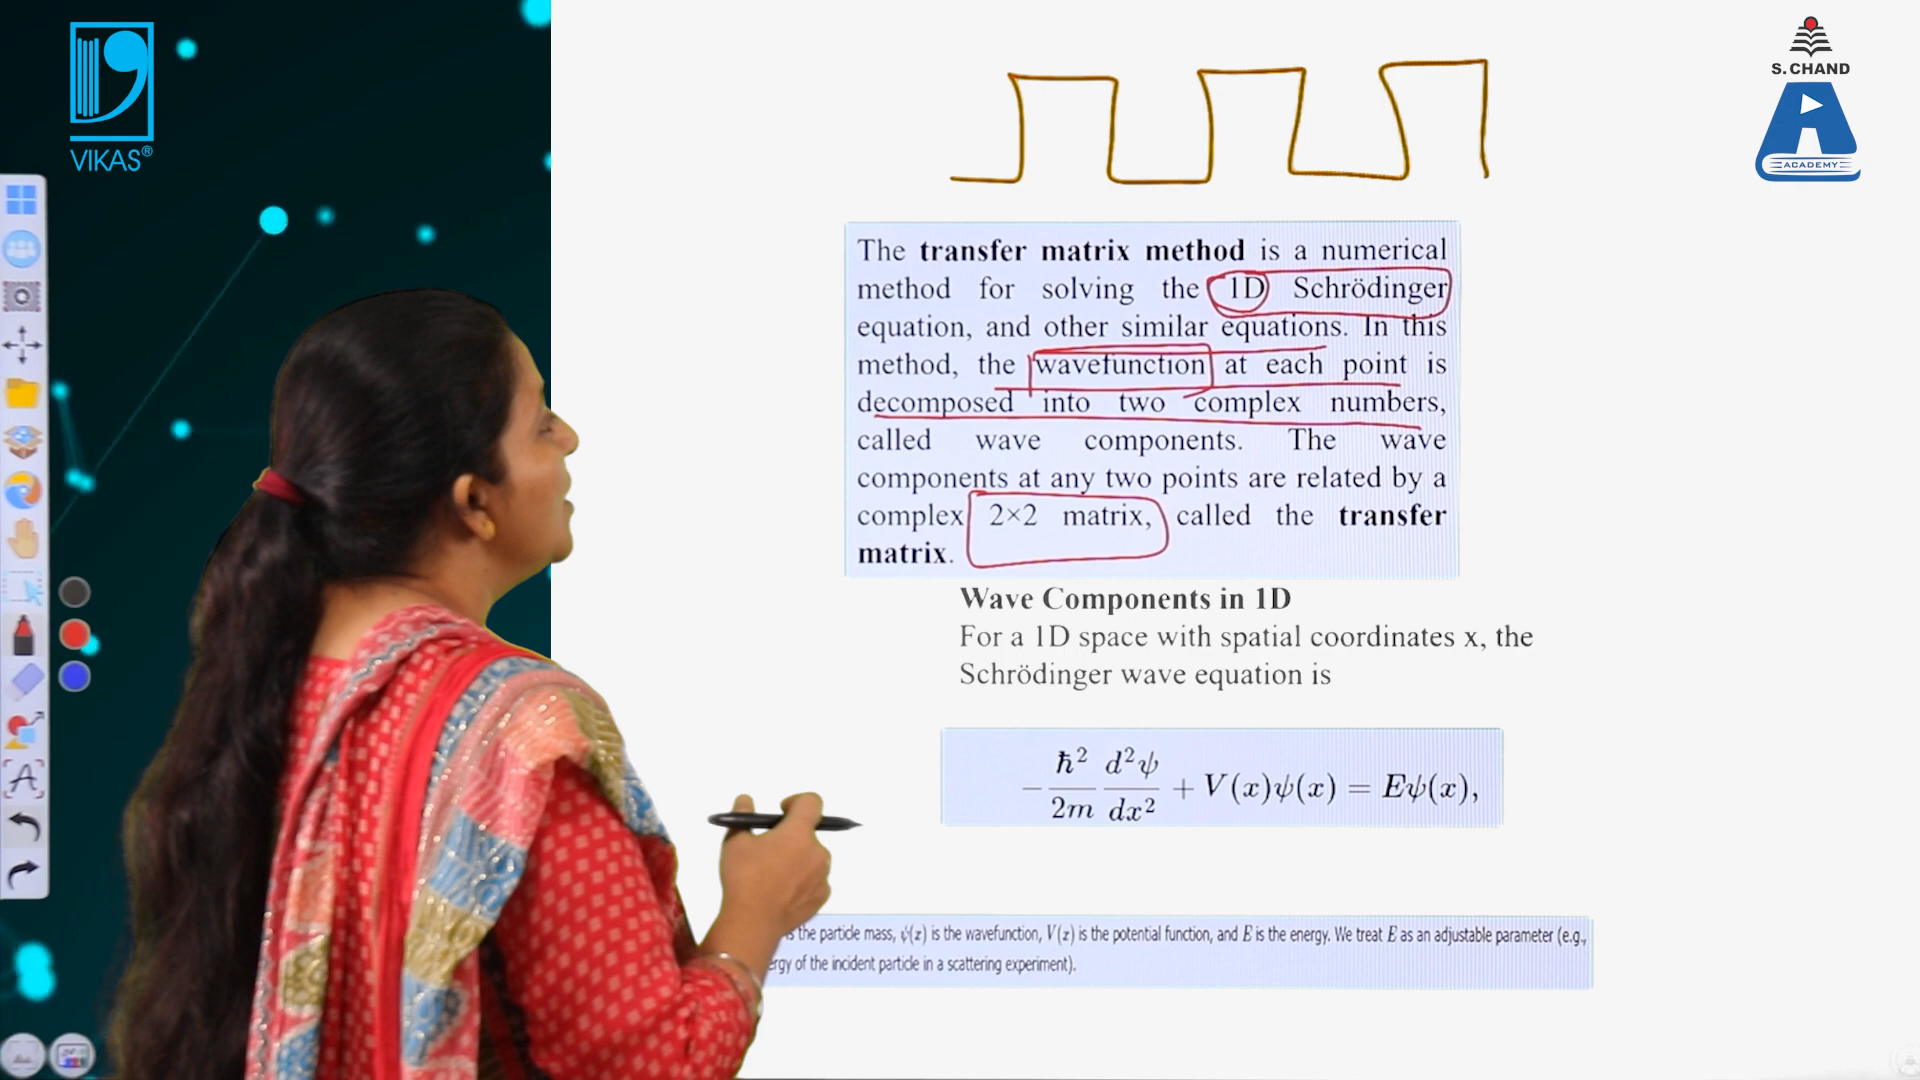 VIKAS®
S. CHAND
ACADEMY
The transfer matrix method is a numerical
method for solving the 1D Schrödinger
equation, and other similar equations. In this
method, the wavefunction at each point is
decomposed into two complex numbers,
called wave components. The wave
components at any two points are related by a
complex 2×2 matrix, called the transfer
matrix.
Wave Components in 1D
For a 1D space with spatial coordinates x, the
Schrödinger wave equation is
-ħ²/2m d²ψ/dx² + V(x)ψ(x) = Eψ(x),
is the particle mass, ψ(x) is the wavefunction, V(x) is the potential function, and E is the energy. We treat E as an adjustable parameter (e.g.,
of the incident particle in a scattering experiment).